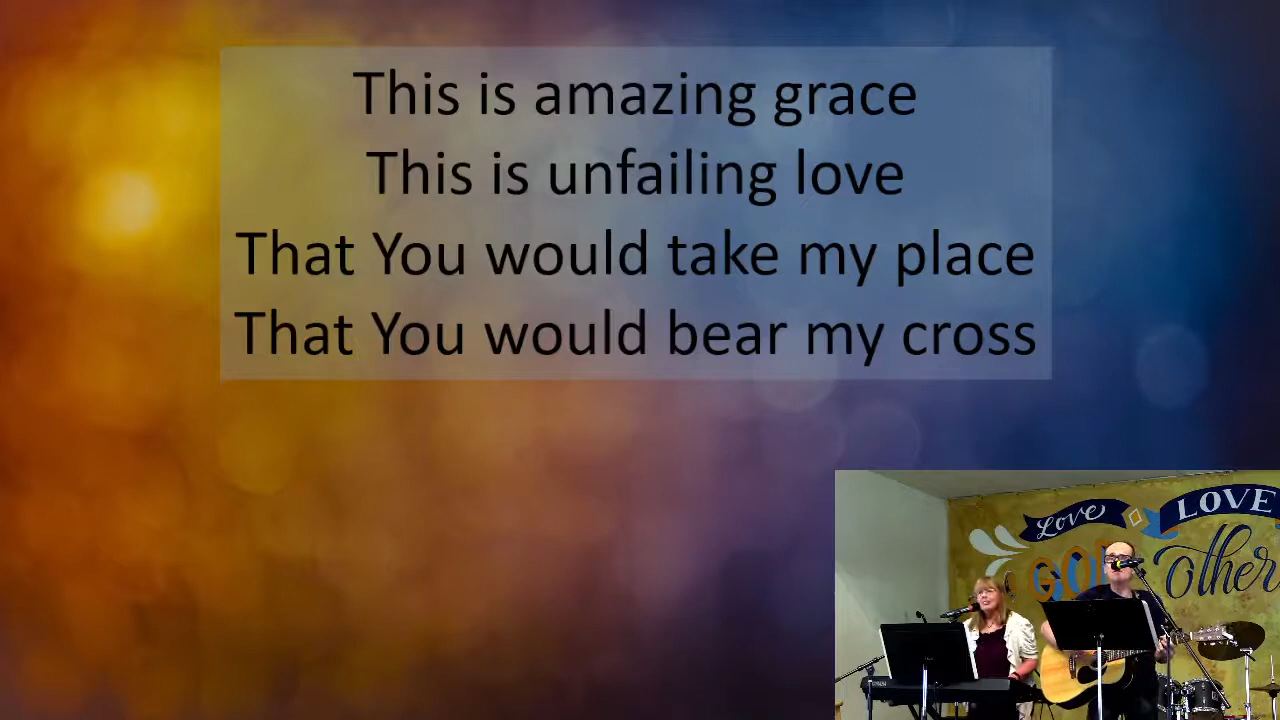 This is amazing grace
This is unfailing love
That You would take my place
That You would bear my cross
Love LOVE
GOD Other